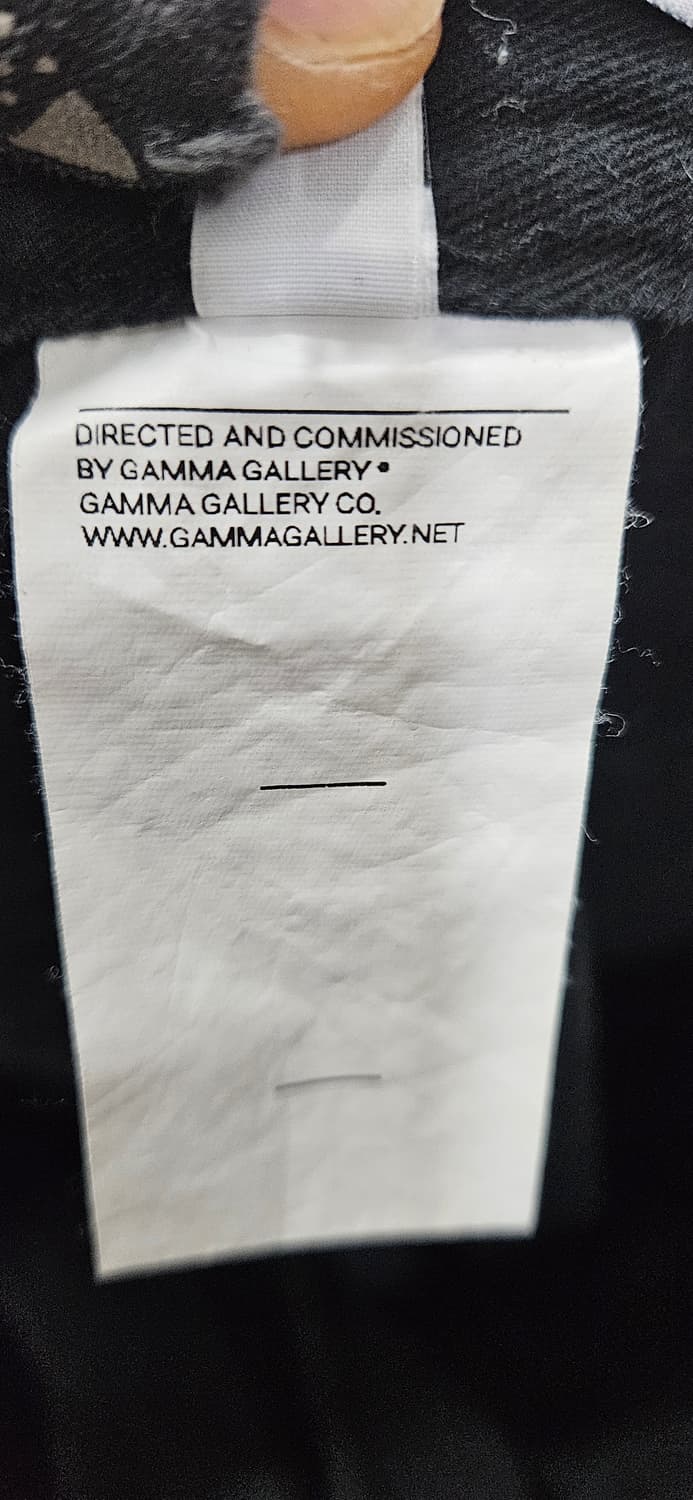 DIRECTED AND COMMISSIONED
BY GAMMA GALLERY®
GAMMA GALLERY CO.
WWW.GAMMAGALLERY.NET